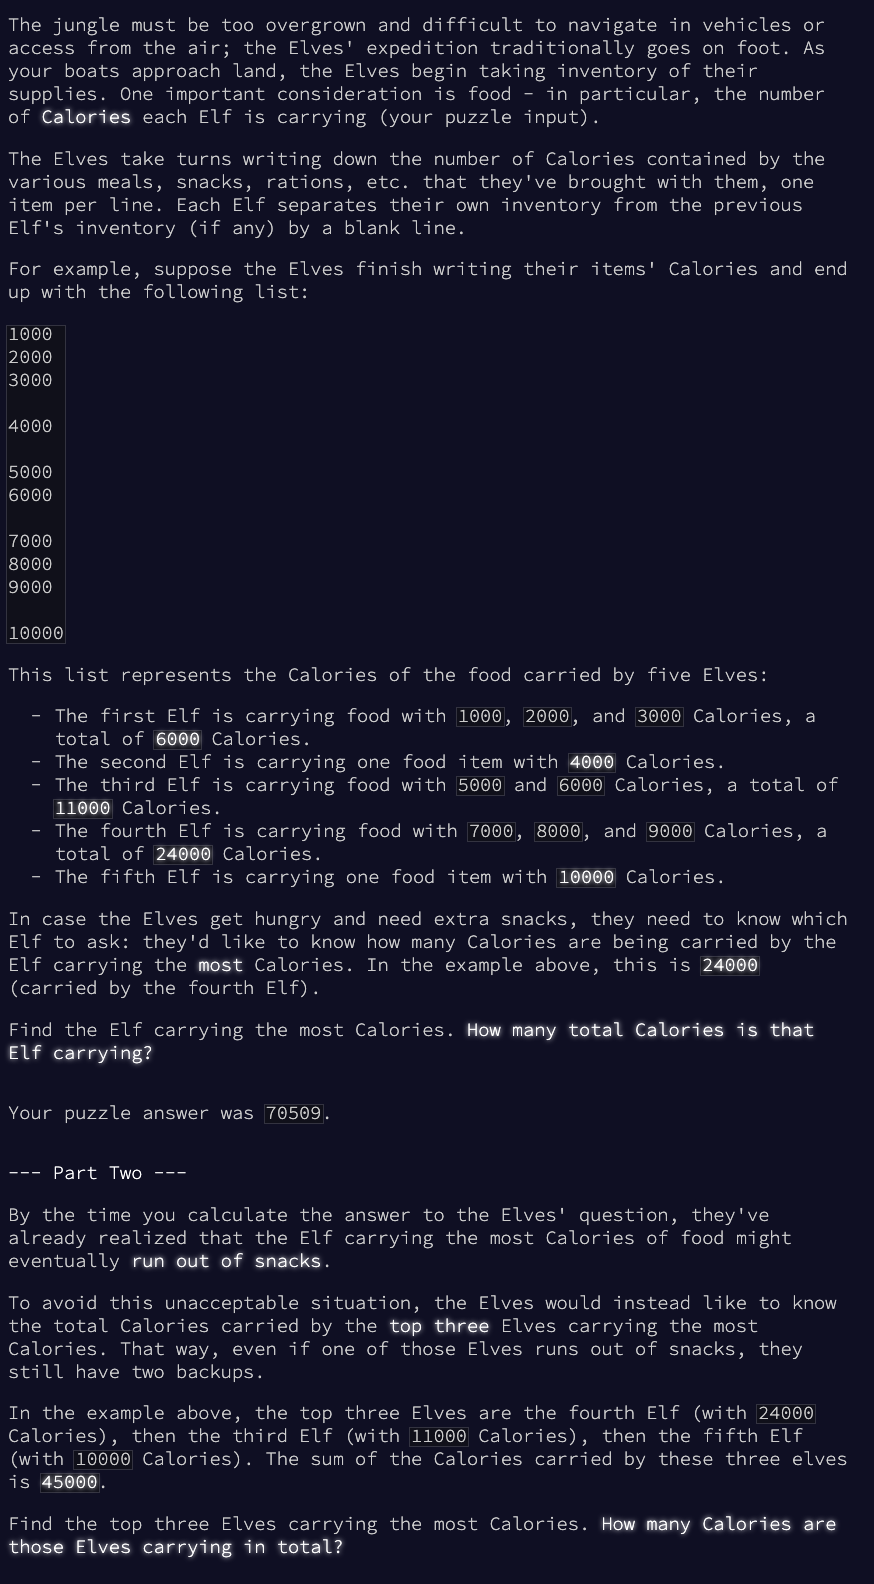 The jungle must be too overgrown and difficult to navigate in vehicles or
access from the air; the Elves' expedition traditionally goes on foot. As
your boats approach land, the Elves begin taking inventory of their
supplies. One important consideration is food - in particular, the number
of Calories each Elf is carrying (your puzzle input).
The Elves take turns writing down the number of Calories contained by the
various meals, snacks, rations, etc. that they've brought with them, one
item per line. Each Elf separates their own inventory from the previous
Elf's inventory (if any) by a blank line.
For example, suppose the Elves finish writing their items' Calories and end
up with the following list:
1000
2000
3000
4000
5000
6000
7000
8000
9000
10000
This list represents the Calories of the food carried by five Elves:
- The first Elf is carrying food with 1000, 2000, and 3000 Calories, a
total of 6000 Calories.
- The second Elf is carrying one food item with 4000 Calories.
- The third Elf is carrying food with 5000 and 6000 Calories, a total of
11000 Calories.
- The fourth Elf is carrying food with 7000, 8000, and 9000 Calories, a
total of 24000 Calories.
- The fifth Elf is carrying one food item with 10000 Calories.
In case the Elves get hungry and need extra snacks, they need to know which
Elf to ask: they'd like to know how many Calories are being carried by the
Elf carrying the most Calories. In the example above, this is 24000
(carried by the fourth Elf).
Find the Elf carrying the most Calories. How many total Calories is that
Elf carrying?
Your puzzle answer was 70509.
--- Part Two ---
By the time you calculate the answer to the Elves' question, they've
already realized that the Elf carrying the most Calories of food might
eventually run out of snacks.
To avoid this unacceptable situation, the Elves would instead like to know
the total Calories carried by the top three Elves carrying the most
Calories. That way, even if one of those Elves runs out of snacks, they
still have two backups.
In the example above, the top three Elves are the fourth Elf (with 24000
Calories), then the third Elf (with 11000 Calories), then the fifth Elf
(with 10000 Calories). The sum of the Calories carried by these three elves
is 45000.
Find the top three Elves carrying the most Calories. How many Calories are
those Elves carrying in total?